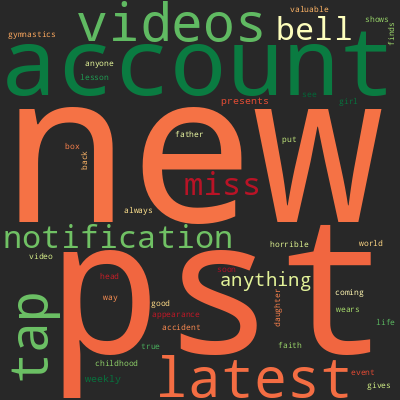 valuable
videos bell shows
gymnastics finds
account
anyone
lesson
see
presents girl
new
father put
box
back
miss
always
notification
horrible world
video
pst
soon
head anything
daughter coming
way good
wears
appearance
accident life
tap
true faith
childhood
latest event
weekly gives